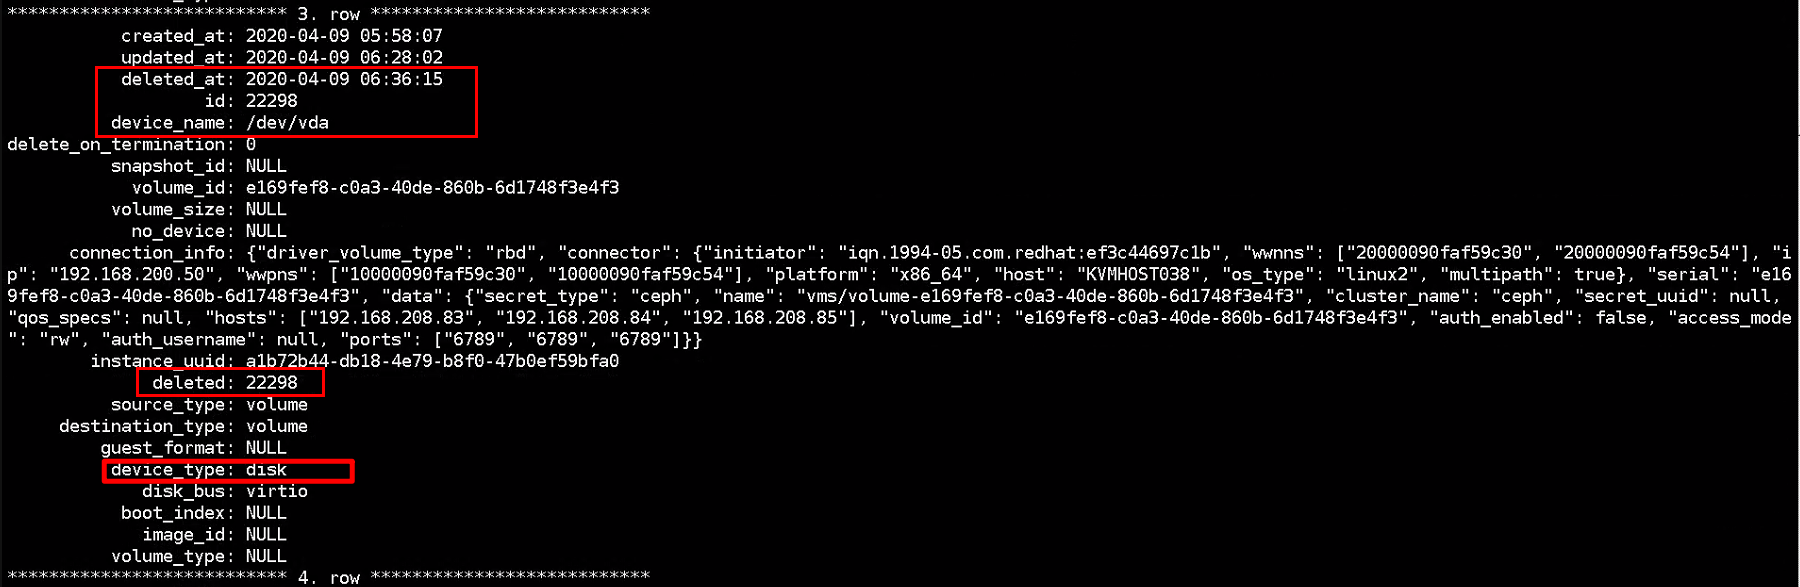 *************************** 3. row ***************************
created_at: 2020-04-09 05:58:07
updated_at: 2020-04-09 06:28:02
deleted_at: 2020-04-09 06:36:15
id: 22298
device_name: /dev/vda
delete_on_termination: 0
snapshot_id: NULL
volume_id: e169fef8-c0a3-40de-860b-6d1748f3e4f3
volume_size: NULL
no_device: NULL
connection_info: {"driver_volume_type": "rbd", "connector": {"initiator": "iqn.1994-05.com.redhat:ef3c44697c1b", "wwnns": ["20000090faf59c30", "20000090faf59c54"], "i
p": "192.168.200.50", "wwpns": ["10000090faf59c30", "10000090faf59c54"], "platform": "x86_64", "host": "KVMHOST038", "os_type": "linux2", "multipath": true}, "serial": "e16
9fef8-c0a3-40de-860b-6d1748f3e4f3", "data": {"secret_type": "ceph", "name": "vms/volume-e169fef8-c0a3-40de-860b-6d1748f3e4f3", "cluster_name": "ceph", "secret_uuid": null,
"qos_specs": null, "hosts": ["192.168.208.83", "192.168.208.84", "192.168.208.85"], "volume_id": "e169fef8-c0a3-40de-860b-6d1748f3e4f3", "auth_enabled": false, "access_mode
": "rw", "auth_username": null, "ports": ["6789", "6789", "6789"]}}
instance_uuid: a1b72b44-db18-4e79-b8f0-47b0ef59bfa0
deleted: 22298
source_type: volume
destination_type: volume
guest_format: NULL
device_type: disk
disk_bus: virtio
boot_index: NULL
image_id: NULL
volume_type: NULL
*************************** 4. row ***************************